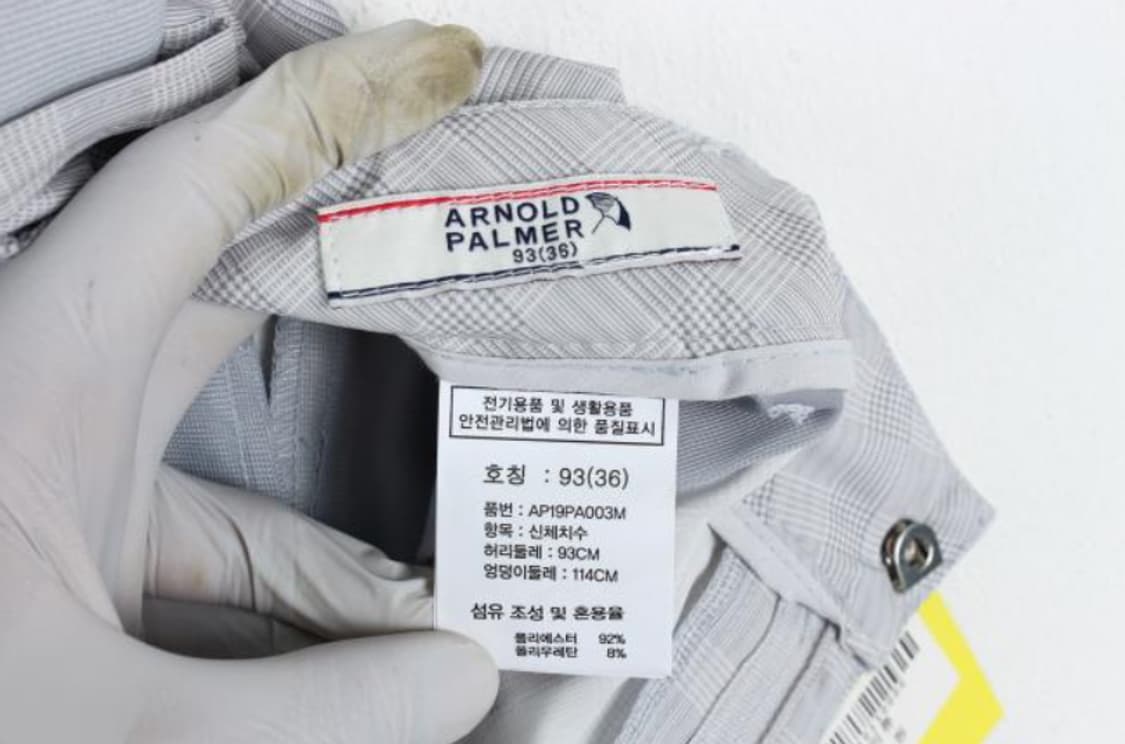 ARNOLD
PALMER
93(36)
전기용품 및 생활용품
안전관리법에 의한 품질표시
호칭 : 93(36)
품번 : AP19PA003M
항목 : 신체치수
허리둘레 : 93CM
엉덩이둘레 : 114CM
섬유 조성 및 혼용율
폴리에스터 92%
폴리우레탄 8%